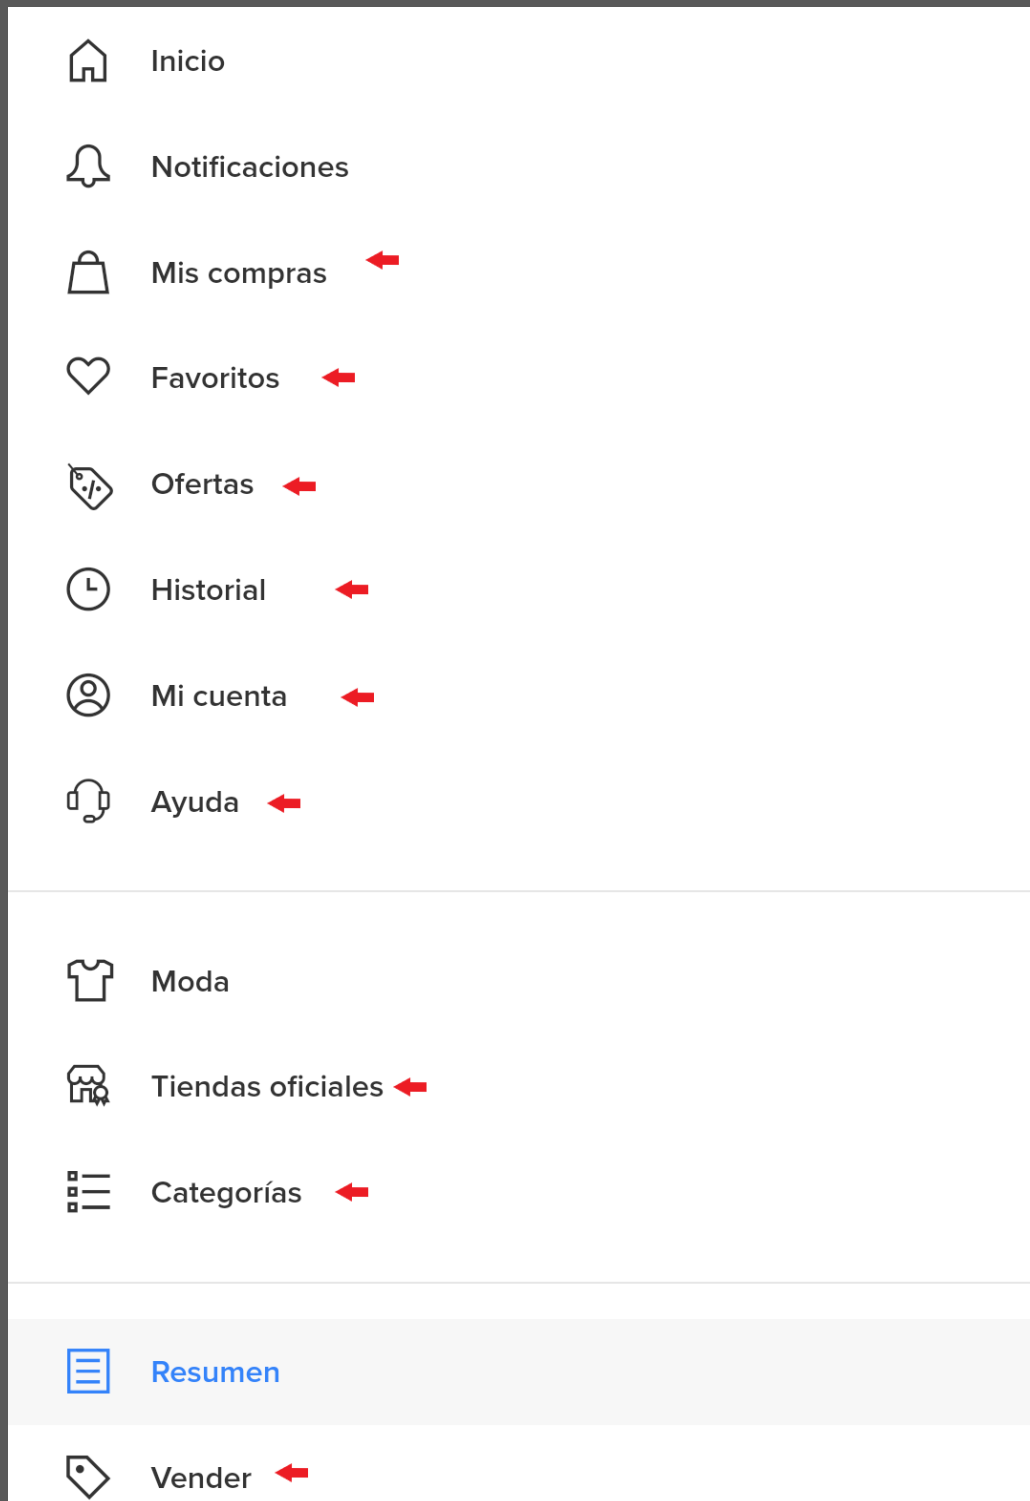 Inicio
Notificaciones
Mis compras
Favoritos
Ofertas
Historial
Mi cuenta
Ayuda
Moda
Tiendas oficiales
Categorías
Resumen
Vender